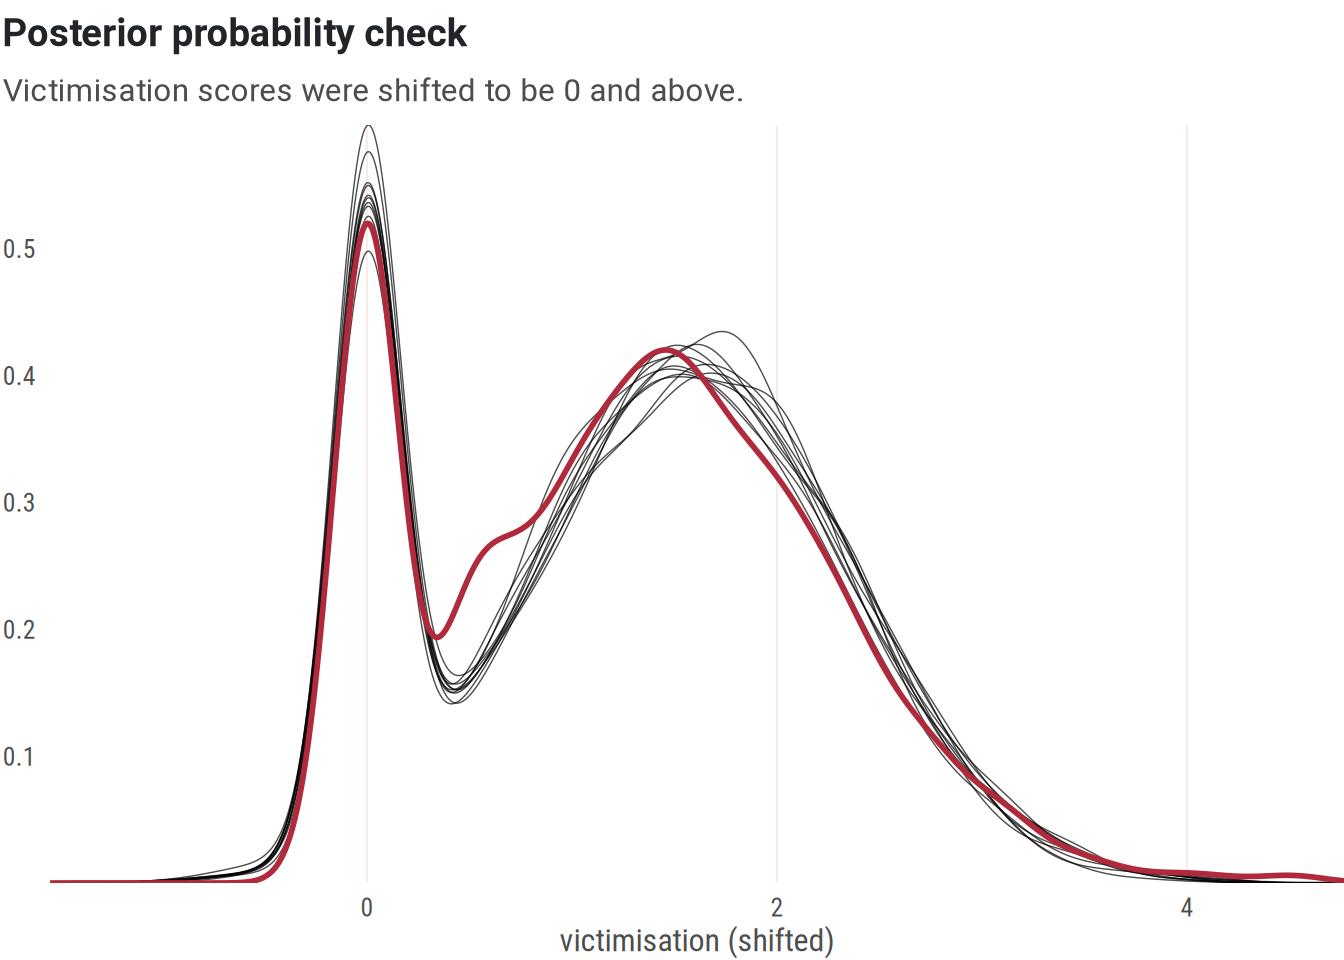 Posterior probability check
Victimisation scores were shifted to be 0 and above.
0.5
0.4
0.3
0.2
0.1
0 2 4
victimisation (shifted)